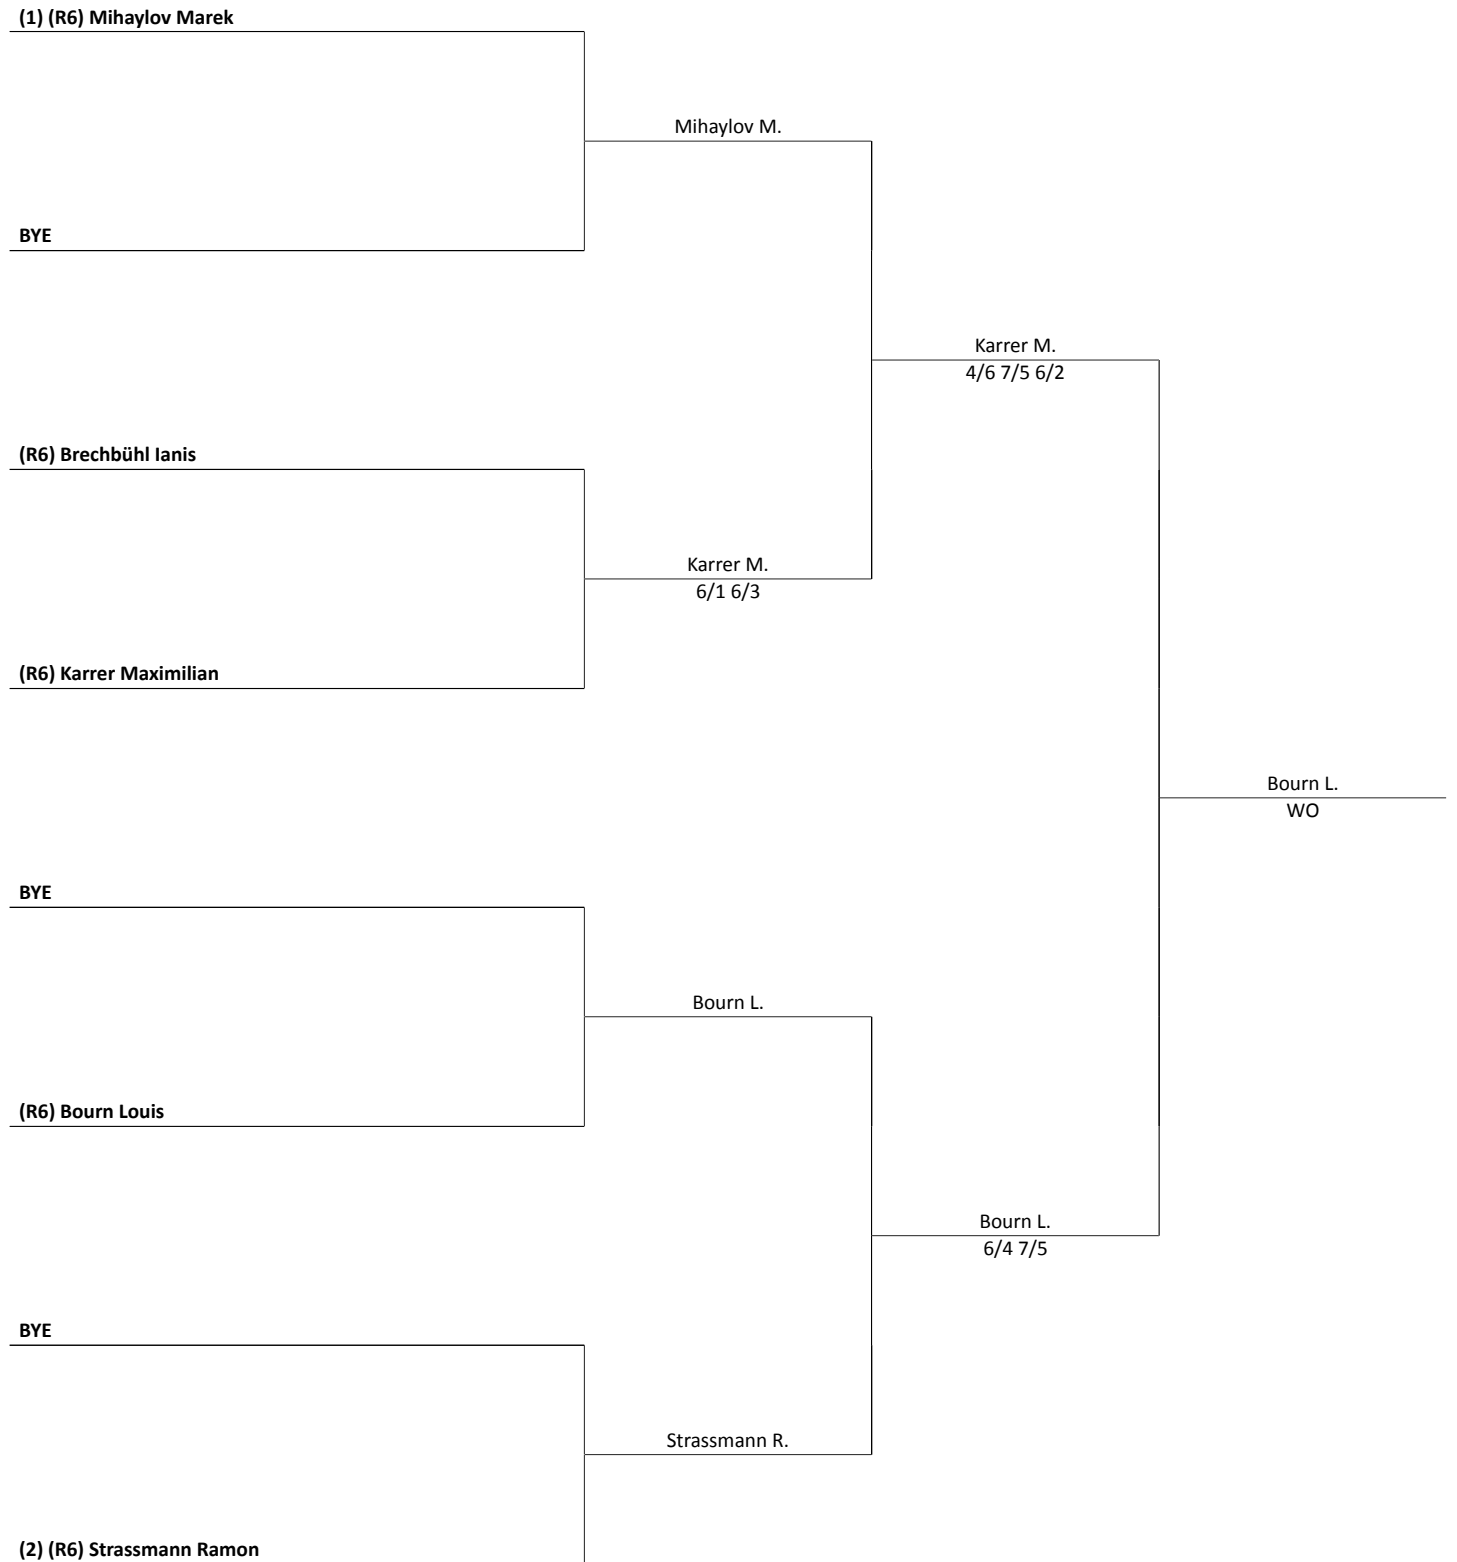 (1) (R6) Mihaylov Marek
Mihaylov M.
BYE
Karrer M.
4/6 7/5 6/2
(R6) Brechbühl Ianis
Karrer M.
6/1 6/3
(R6) Karrer Maximilian
Bourn L.
WO
BYE
Bourn L.
(R6) Bourn Louis
Bourn L.
6/4 7/5
BYE
Strassmann R.
(2) (R6) Strassmann Ramon